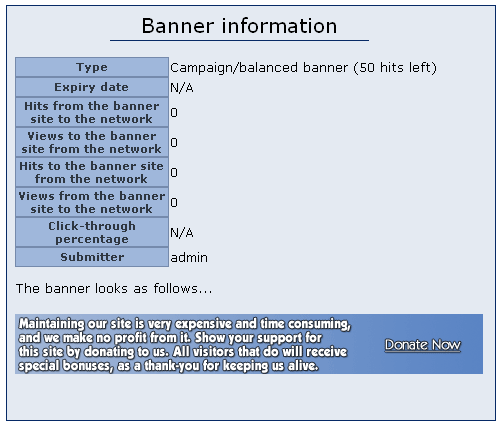 Banner information
Type
Campaign/balanced banner (50 hits left)
Expiry date
N/A
Hits from the banner
site to the network
0
Views to the banner
site from the network
0
Hits to the banner site
from the network
0
Views from the banner
site to the network
0
Click-through
percentage
N/A
Submitter
admin
The banner looks as follows...
Maintaining our site is very expensive and time consuming,
and we make no profit from it. Show your support for
this site by donating to us. All visitors that do will receive
special bonuses, as a thank-you for keeping us alive.
Donate Now